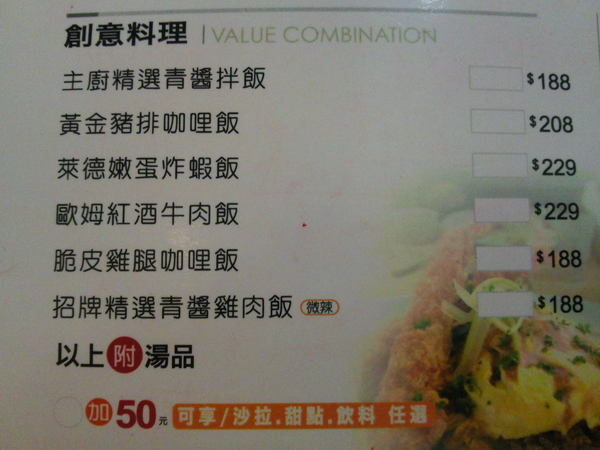 創意料理 | VALUE COMBINATION
主廚精選青醬拌飯 $188
黃金豬排咖哩飯 $208
萊德嫩蛋炸蝦飯 $229
歐姆紅酒牛肉飯 $229
脆皮雞腿咖哩飯 $188
招牌精選青醬雞肉飯 微辣 $188
以上附湯品
加50元 可享/沙拉.甜點.飲料 任選